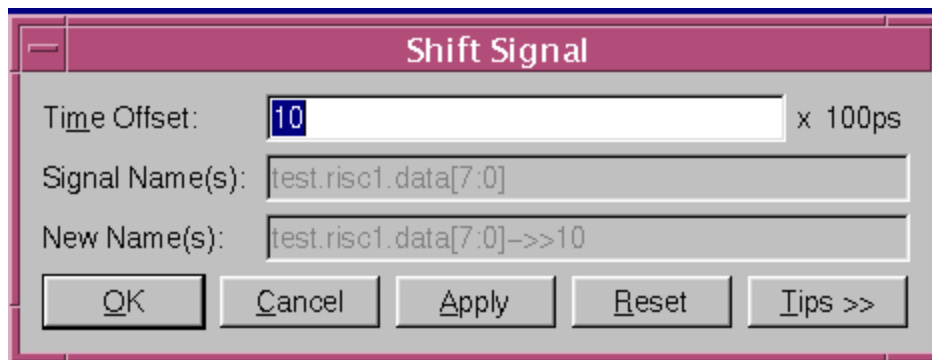 Shift Signal
Time Offset: 10 x 100ps
Signal Name(s): test.risc1.data[7:0]
New Name(s): test.risc1.data[7:0]->>10
OK Cancel Apply Reset Tips >>